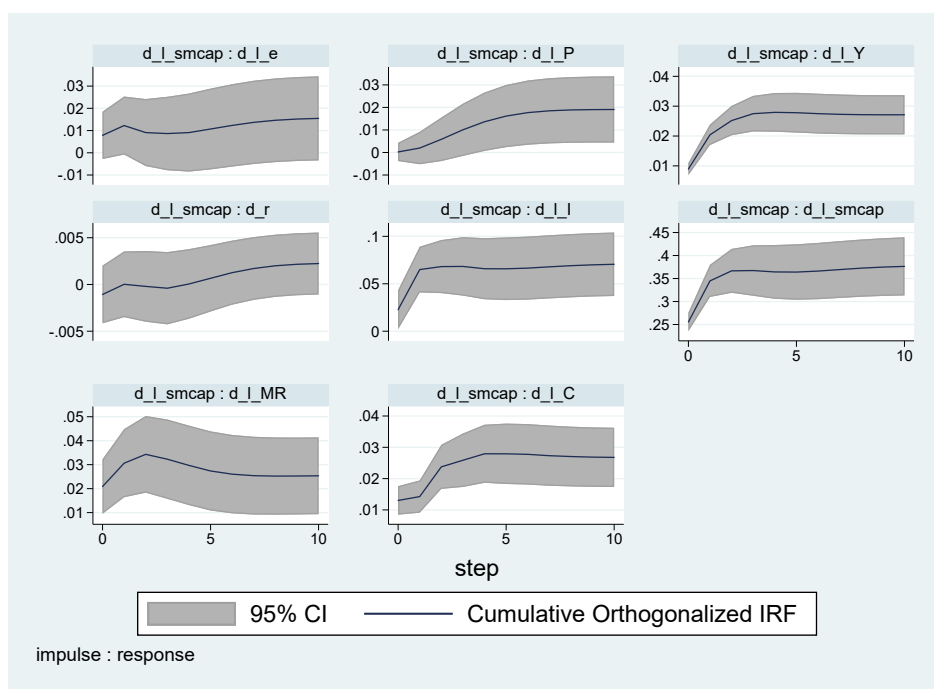 d_l_smcap : d_l_e
.03
.02
.01
0
-.01
d_l_smcap : d_l_P
.03
.02
.01
0
-.01
d_l_smcap : d_l_Y
.04
.03
.02
.01
d_l_smcap : d_r
.005
0
-.005
d_l_smcap : d_l_I
.1
.05
0
d_l_smcap : d_l_smcap
.45
.4
.35
.3
.25
0 5 10
d_l_smcap : d_l_MR
.05
.04
.03
.02
.01
0 5 10
d_l_smcap : d_l_C
.04
.03
.02
.01
0 5 10
step
95% CI Cumulative Orthogonalized IRF
impulse : response